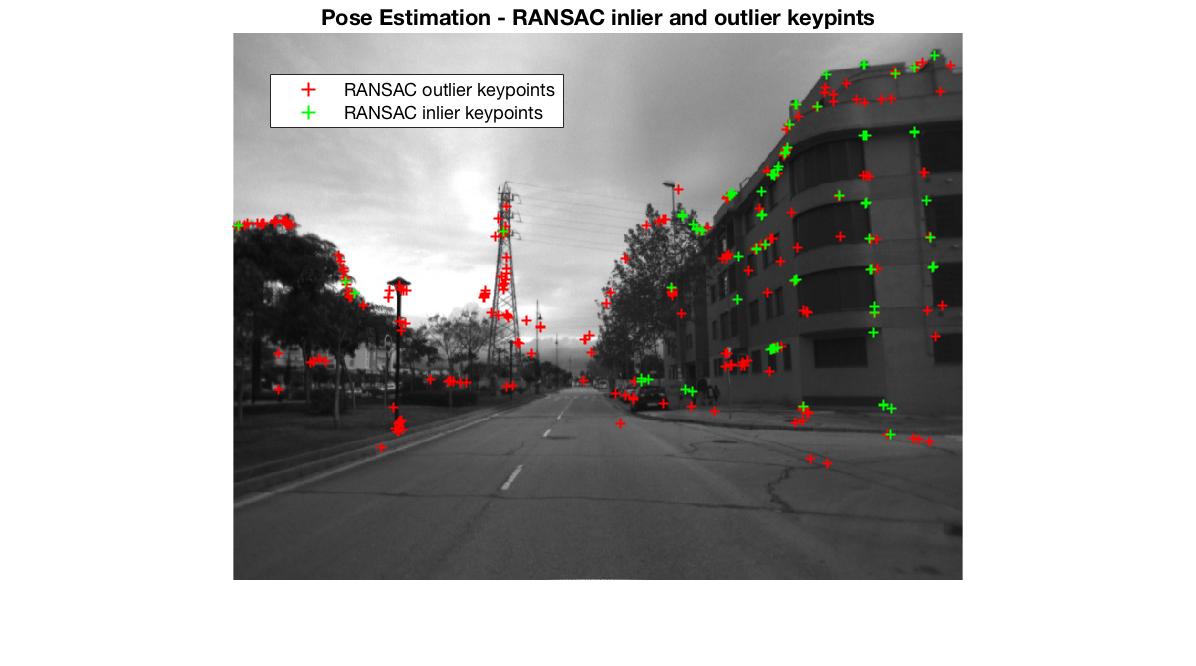 Pose Estimation - RANSAC inlier and outlier keypints
RANSAC outlier keypoints
RANSAC inlier keypoints